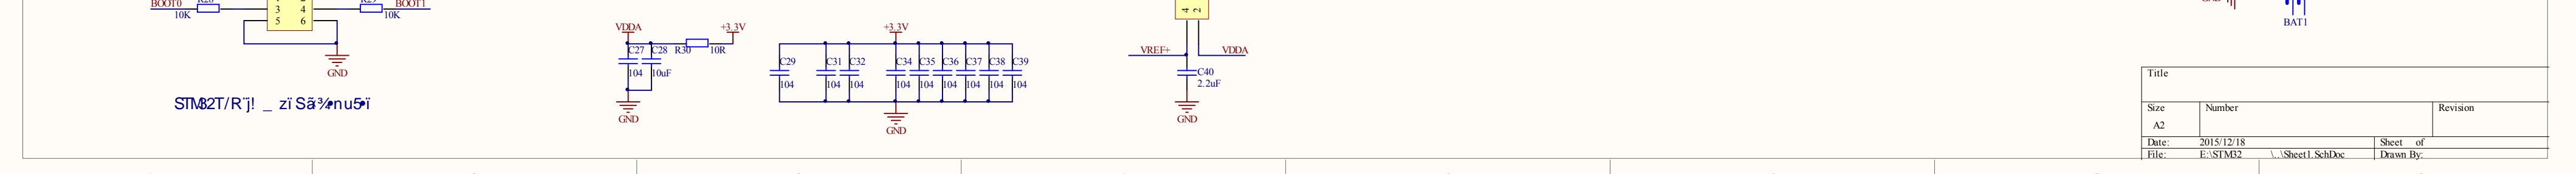 BOOT0
10K
3 4
5 6
BOOT1
10K
GND
VDDA
+3.3V
C27 C28 R30 10R
104 10uF
GND
+3.3V
C29 C31 C32 C34 C35 C36 C37 C38 C39
104 104 104 104 104 104 104 104 104
GND
4 2
VREF+ VDDA
C40
2.2uF
GND
BAT1
Title
Size Number Revision
A2
Date: 2015/12/18 Sheet of
File: E:\STM32 \..\Sheet1.SchDoc Drawn By: